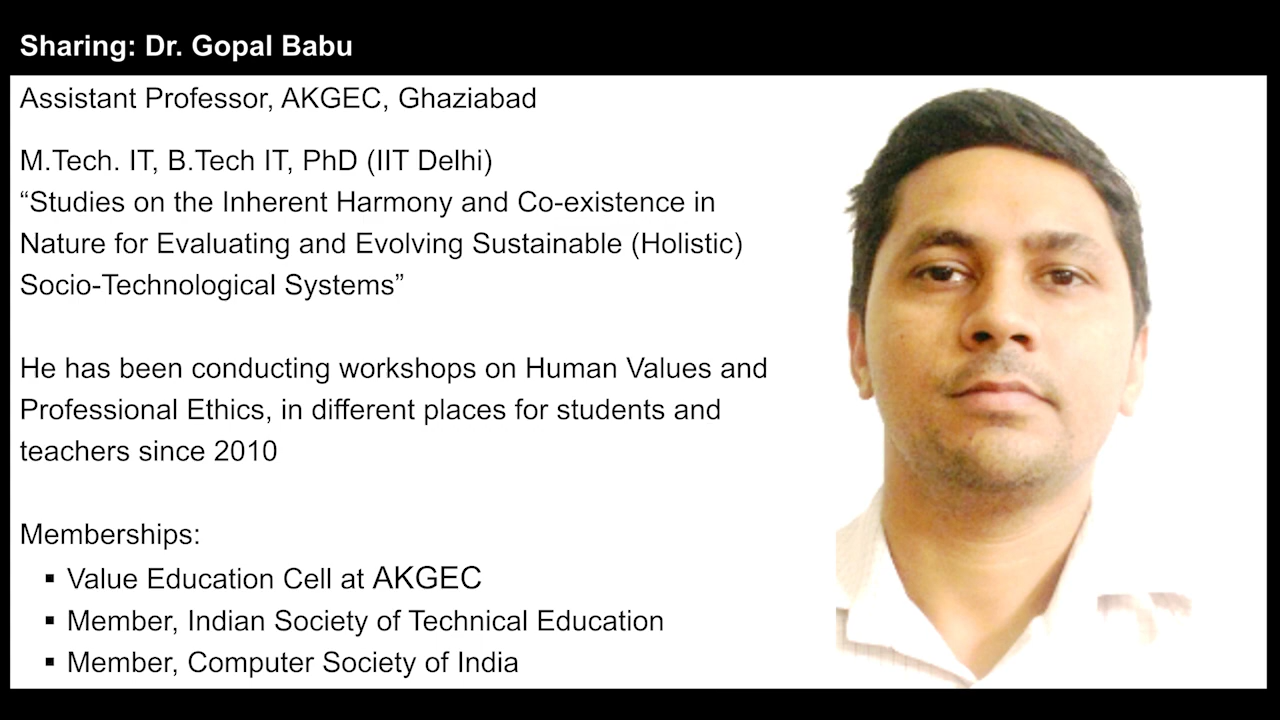 Sharing: Dr. Gopal Babu
Assistant Professor, AKGEC, Ghaziabad
M.Tech. IT, B.Tech IT, PhD (IIT Delhi)
“Studies on the Inherent Harmony and Co-existence in
Nature for Evaluating and Evolving Sustainable (Holistic)
Socio-Technological Systems”
He has been conducting workshops on Human Values and
Professional Ethics, in different places for students and
teachers since 2010
Memberships:
▪ Value Education Cell at AKGEC
▪ Member, Indian Society of Technical Education
▪ Member, Computer Society of India